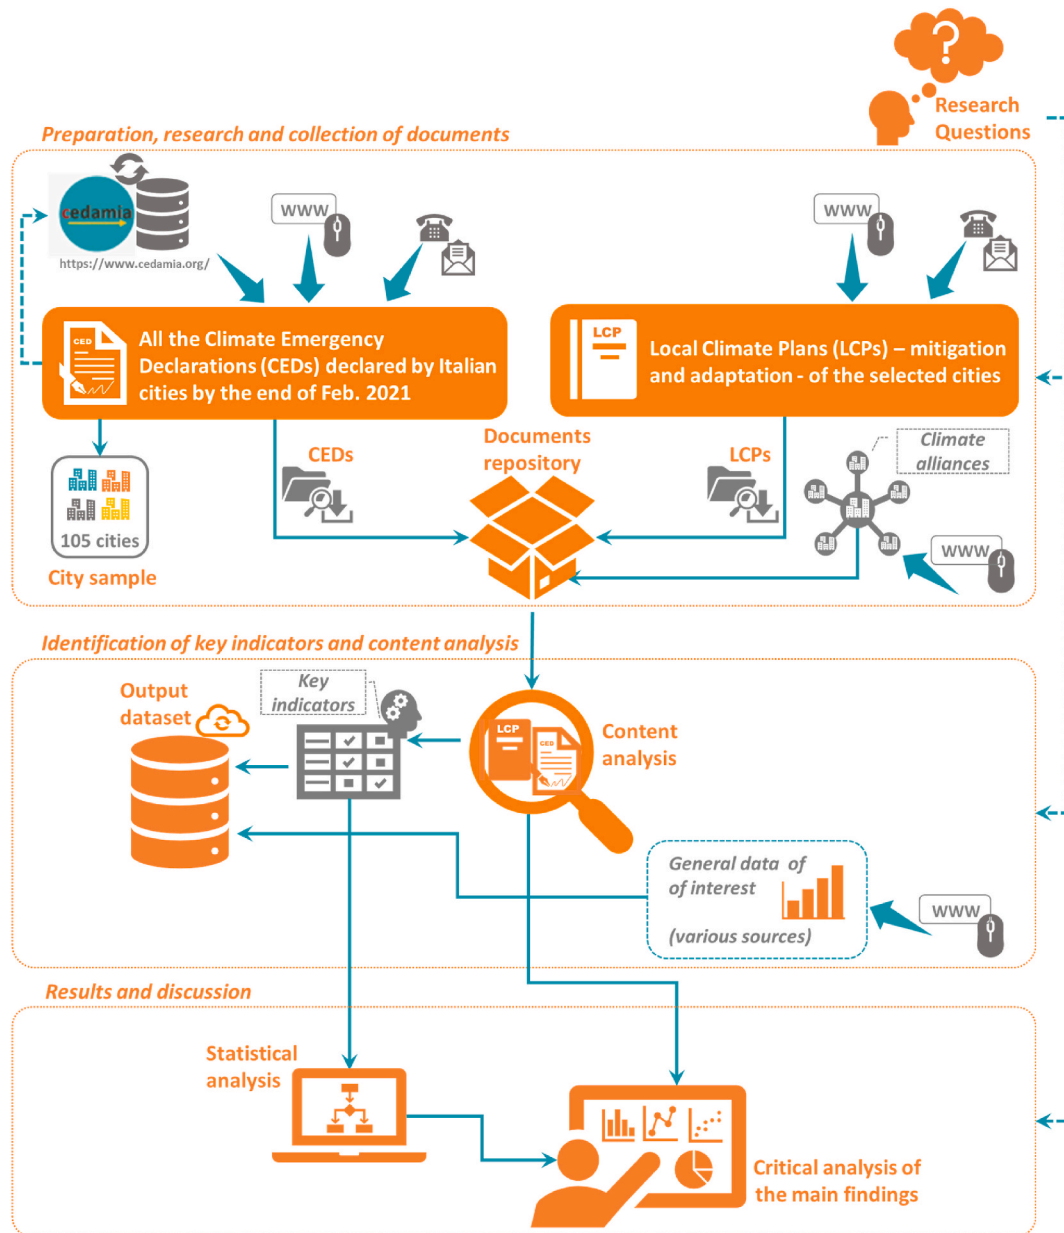 Research
Questions
Preparation, research and collection of documents
cedamia
https://www.cedamia.org/
WWW
WWW
CED
All the Climate Emergency
Declarations (CEDs) declared by Italian
cities by the end of Feb. 2021
LCP
Local Climate Plans (LCPs) – mitigation
and adaptation - of the selected cities
105 cities
City sample
CEDs
Documents
repository
LCPs
Climate
alliances
WWW
Identification of key indicators and content analysis
Output
dataset
Key
indicators
LCP
CED
Content
analysis
General data of
of interest
(various sources)
WWW
Results and discussion
Statistical
analysis
Critical analysis of
the main findings